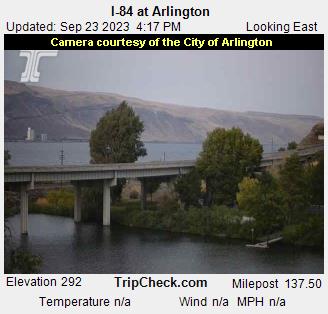 I-84 at Arlington
Updated: Sep 23 2023 4:17 PM Looking East
Camera courtesy of the City of Arlington
Elevation 292 TripCheck.com Milepost 137.50
Temperature n/a Wind n/a MPH n/a